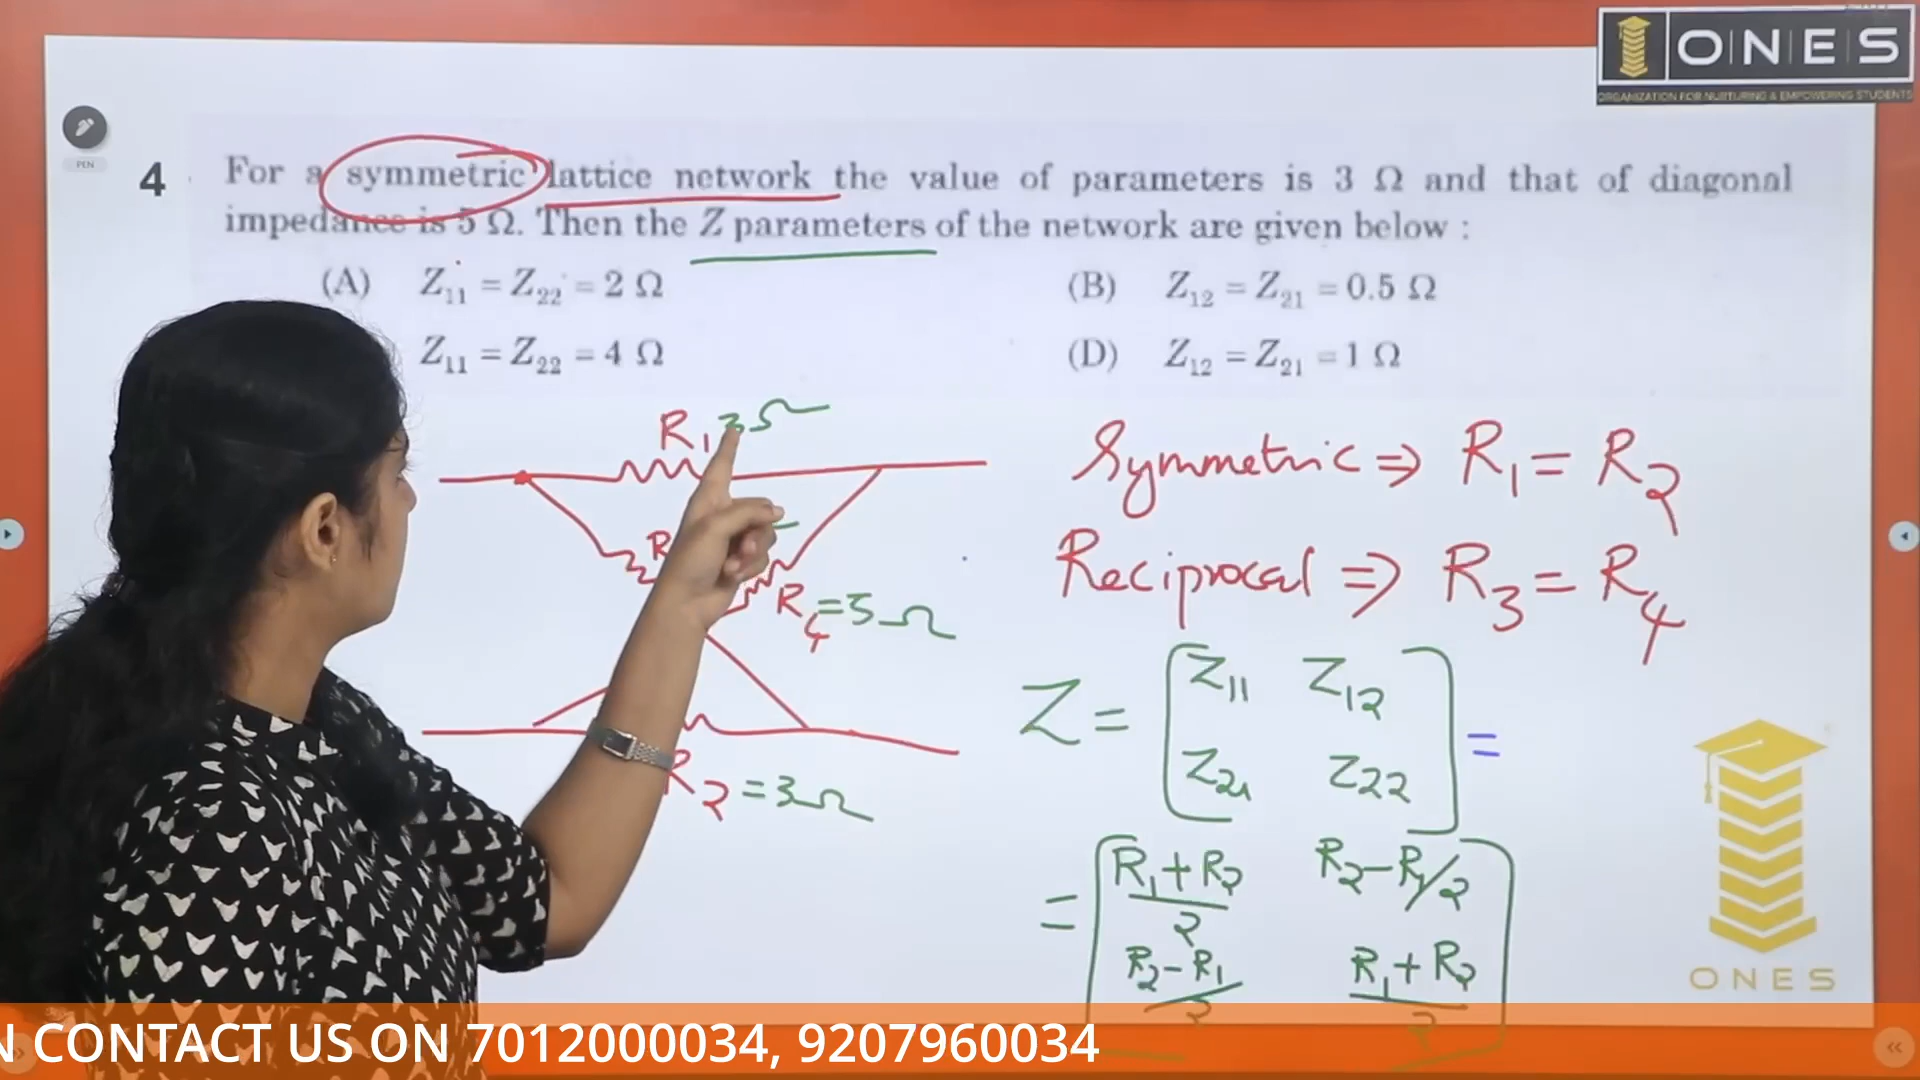 ONES
ORGANIZATION FOR NURTURING & EMPOWERING STUDENTS
PEN
4 For a symmetric lattice network the value of parameters is 3 Ω and that of diagonal
impedance is 5 Ω. Then the Z parameters of the network are given below :
(A) Z₁₁ = Z₂₂ = 2 Ω (B) Z₁₂ = Z₂₁ = 0.5 Ω
Z₁₁ = Z₂₂ = 4 Ω (D) Z₁₂ = Z₂₁ = 1 Ω
R₁ 3Ω
Symmetric ⇒ R₁ = R₂
R
Reciprocal ⇒ R₃ = R₄
R₄ = 5Ω
Z = [Z₁₁ Z₁₂
Z₂₁ Z₂₂] =
R₂ = 3Ω
= [R₁+R₂/2 R₂-R₁/2
R₂-R₁/2 R₁+R₂/2]
ONES
N CONTACT US ON 7012000034, 9207960034